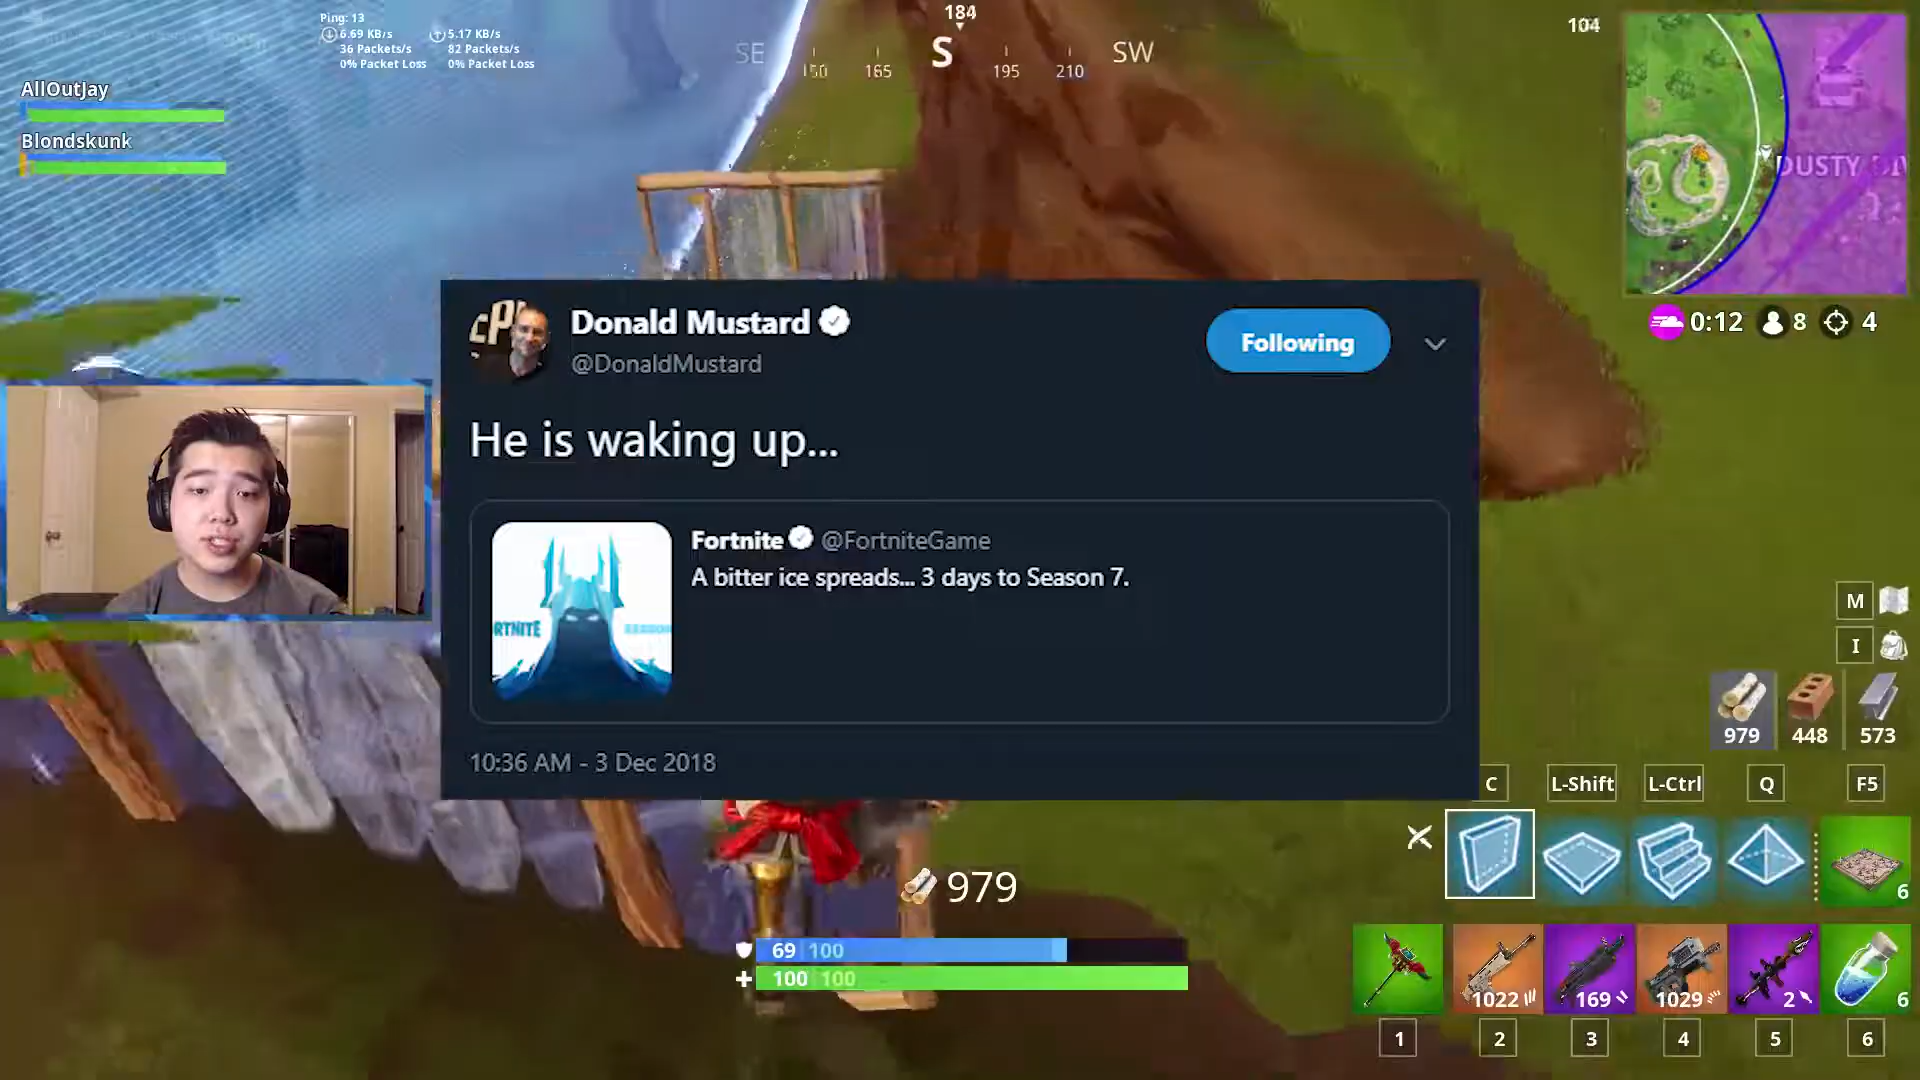 Ping: 13
6.69 KB/s
5.17 KB/s
36 Packets/s
82 Packets/s
0% Packet Loss
0% Packet Loss
184
SE
S
SW
150
165
195
210
104
AllOutJay
Blondskunk
DUSTY DIV
0:12
8
4
Donald Mustard
@DonaldMustard
Following
He is waking up...
Fortnite @FortniteGame
A bitter ice spreads... 3 days to Season 7.
RTNITE
SEASON
10:36 AM - 3 Dec 2018
M
I
979
448
573
C
L-Shift
L-Ctrl
Q
F5
6
979
69 100
100 100
1022
169
1029
2
6
1
2
3
4
5
6